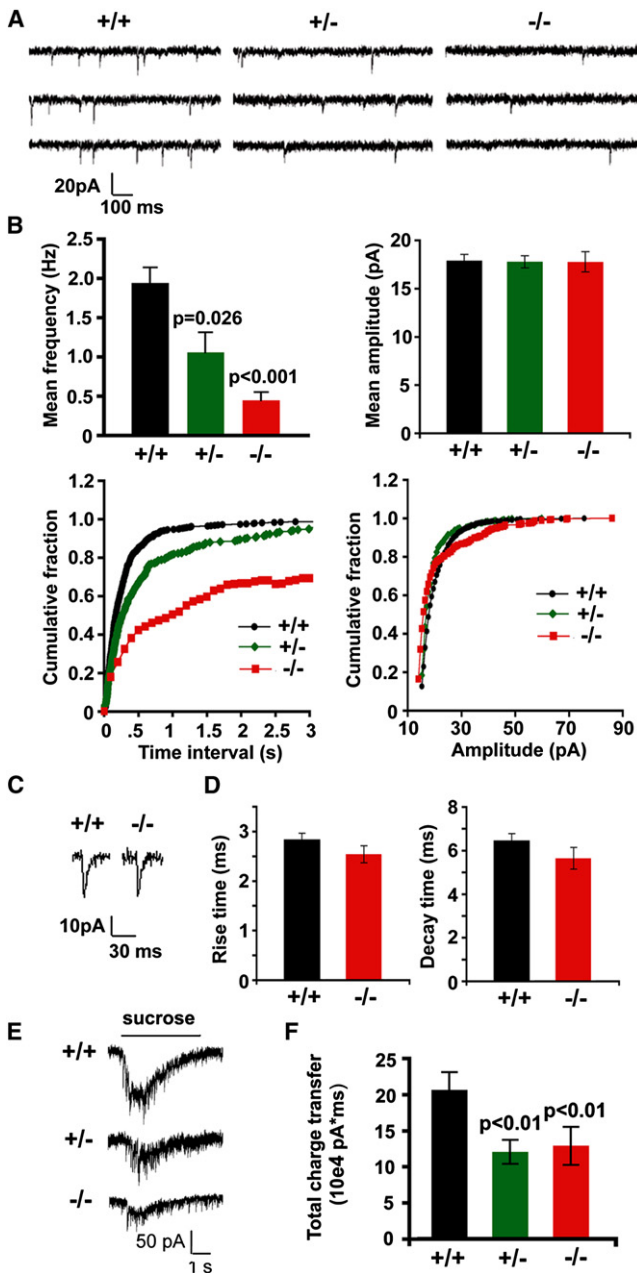 A
+/+ +/- -/-
20pA
100 ms
B
Mean frequency (Hz)
2.5
2.0
1.5
1.0
0.5
0
p=0.026
p<0.001
+/+ +/- -/-
Mean amplitude (pA)
20
15
10
5
0
+/+ +/- -/-
Cumulative fraction
1.2
1.0
0.8
0.6
0.4
0.2
0
+/+
+/-
-/-
0 .5 1 1.5 2 2.5 3
Time interval (s)
Cumulative fraction
1.2
1.0
0.8
0.6
0.4
0.2
0
+/+
+/-
-/-
10 30 50 70 90
Amplitude (pA)
C
+/+ -/-
10pA
30 ms
D
Rise time (ms)
3
2
1
0
+/+ -/-
Decay time (ms)
8
6
4
2
0
+/+ -/-
E
sucrose
+/+
+/-
-/-
50 pA
1 s
F
Total charge transfer
(10e4 pA*ms)
25
20
15
10
5
0
p<0.01 p<0.01
+/+ +/- -/-